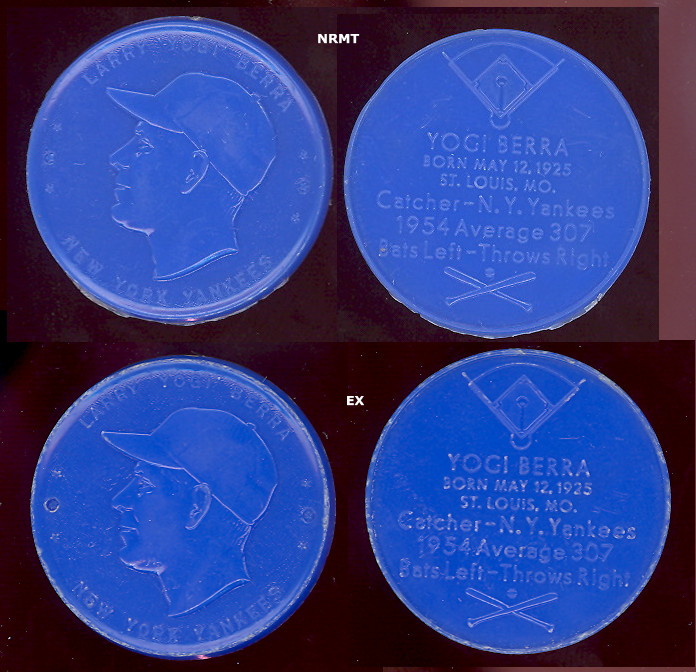 NRMT
LARRY "YOGI" BERRA
NEW YORK YANKEES
YOGI BERRA
BORN MAY 12, 1925
ST. LOUIS, MO.
Catcher-N.Y. Yankees
1954 Average 307
Bats Left-Throws Right
EX
LARRY "YOGI" BERRA
NEW YORK YANKEES
YOGI BERRA
BORN MAY 12, 1925
ST. LOUIS, MO.
Catcher-N.Y. Yankees
1954 Average 307
Bats Left-Throws Right